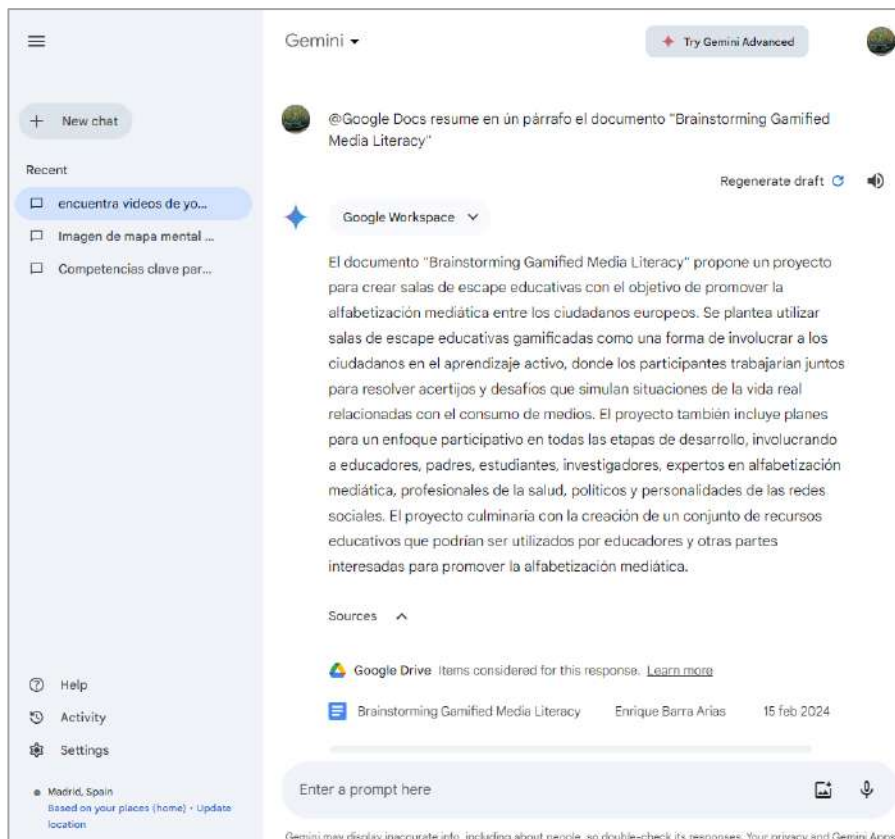 Gemini
Try Gemini Advanced
New chat
Recent
encuentra videos de yo...
Imagen de mapa mental ...
Competencias clave par...
Help
Activity
Settings
Madrid, Spain
Based on your places (home) • Update
location
@Google Docs resume en ún párrafo el documento "Brainstorming Gamified
Media Literacy"
Regenerate draft
Google Workspace
El documento "Brainstorming Gamified Media Literacy" propone un proyecto
para crear salas de escape educativas con el objetivo de promover la
alfabetización mediática entre los ciudadanos europeos. Se plantea utilizar
salas de escape educativas gamificadas como una forma de involucrar a los
ciudadanos en el aprendizaje activo, donde los participantes trabajarían juntos
para resolver acertijos y desafíos que simulan situaciones de la vida real
relacionadas con el consumo de medios. El proyecto también incluye planes
para un enfoque participativo en todas las etapas de desarrollo, involucrando
a educadores, padres, estudiantes, investigadores, expertos en alfabetización
mediática, profesionales de la salud, políticos y personalidades de las redes
sociales. El proyecto culminaría con la creación de un conjunto de recursos
educativos que podrían ser utilizados por educadores y otras partes
interesadas para promover la alfabetización mediática.
Sources
Google Drive Items considered for this response. Learn more
Brainstorming Gamified Media Literacy Enrique Barra Arias 15 feb 2024
Enter a prompt here
Gemini may display inaccurate info, including about people, so double-check its responses. Your privacy and Gemini Apps